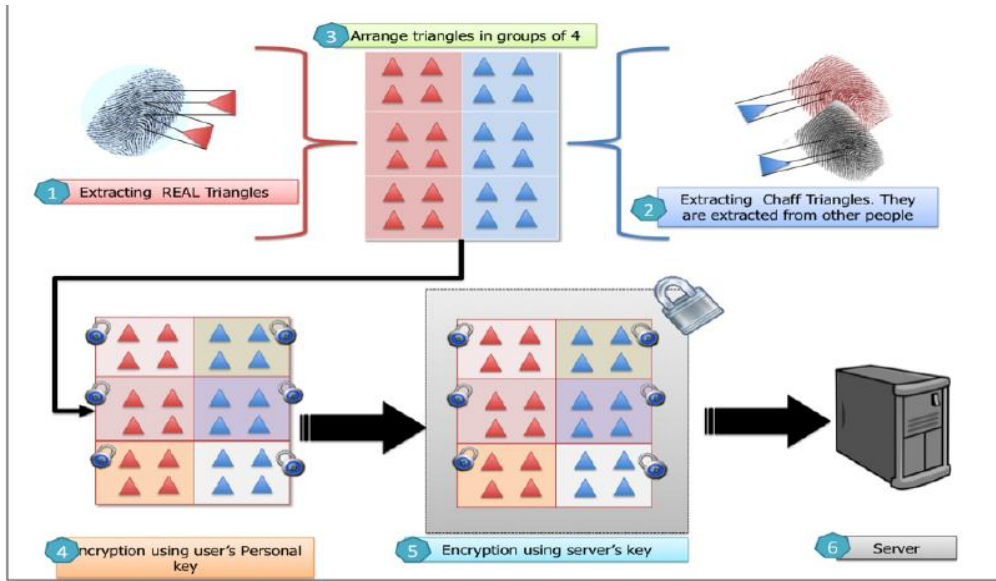 3 Arrange triangles in groups of 4
1 Extracting REAL Triangles
2 Extracting Chaff Triangles. They
are extracted from other people
4 ncryption using user's Personal
key
5 Encryption using server's key
6 Server